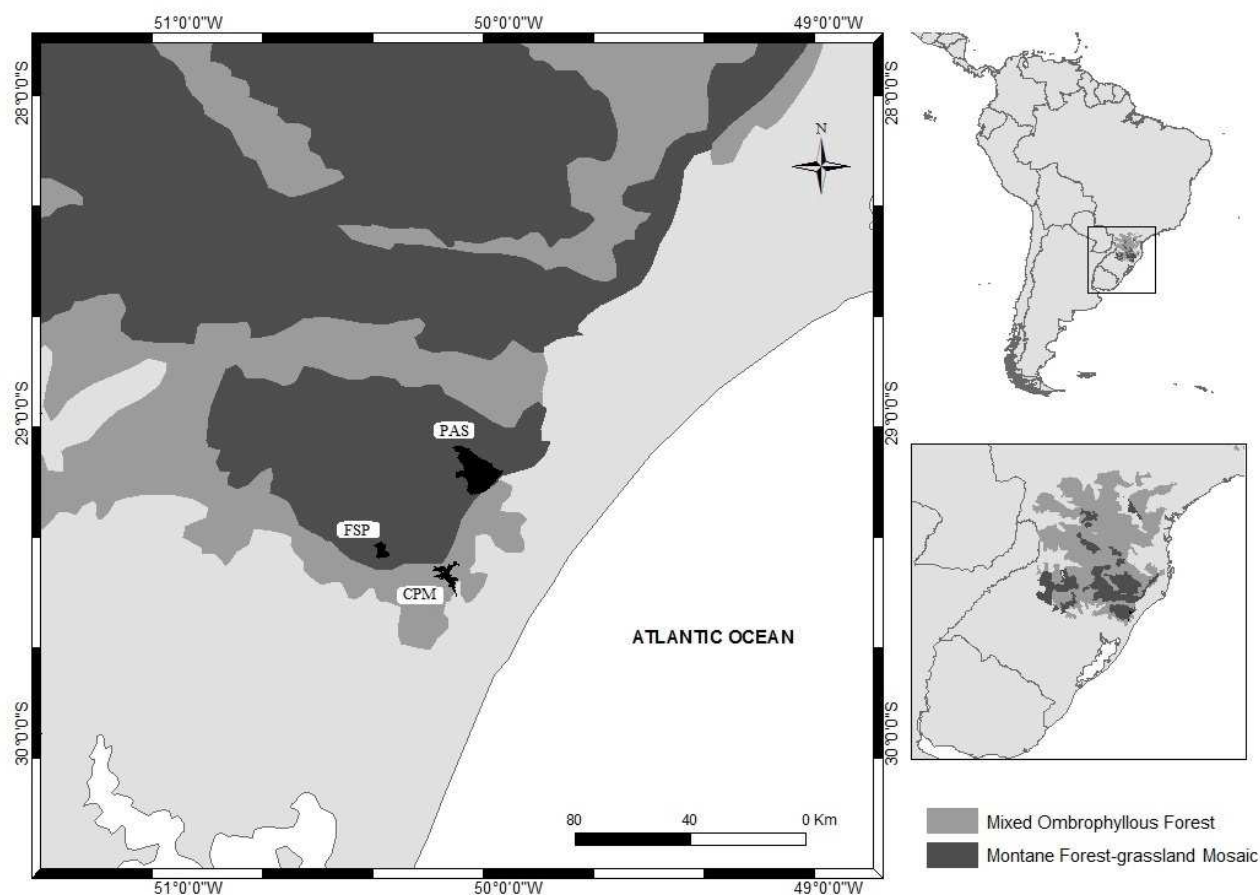 51°0'0"W 50°0'0"W 49°0'0"W
28°0'0"S 28°0'0"S
N
29°0'0"S 29°0'0"S
PAS
FSP
CPM
ATLANTIC OCEAN
30°0'0"S 30°0'0"S
80 40 0 Km
51°0'0"W 50°0'0"W 49°0'0"W
Mixed Ombrophyllous Forest
Montane Forest-grassland Mosaic